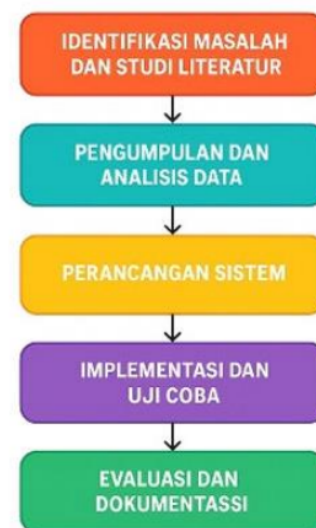 IDENTIFIKASI MASALAH
DAN STUDI LITERATUR
PENGUMPULAN DAN
ANALISIS DATA
PERANCANGAN SISTEM
IMPLEMENTASI DAN
UJI COBA
EVALUASI DAN
DOKUMENTASSI